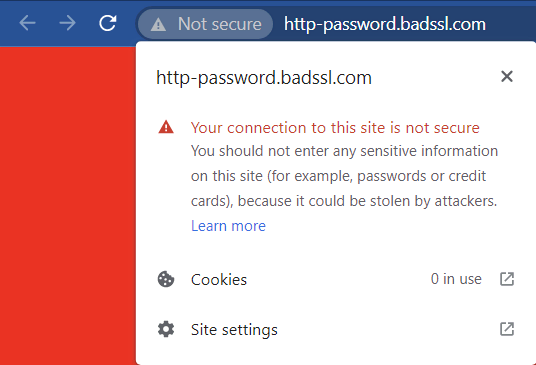 Not secure http-password.badssl.com
http-password.badssl.com
Your connection to this site is not secure
You should not enter any sensitive information
on this site (for example, passwords or credit
cards), because it could be stolen by attackers.
Learn more
Cookies 0 in use
Site settings